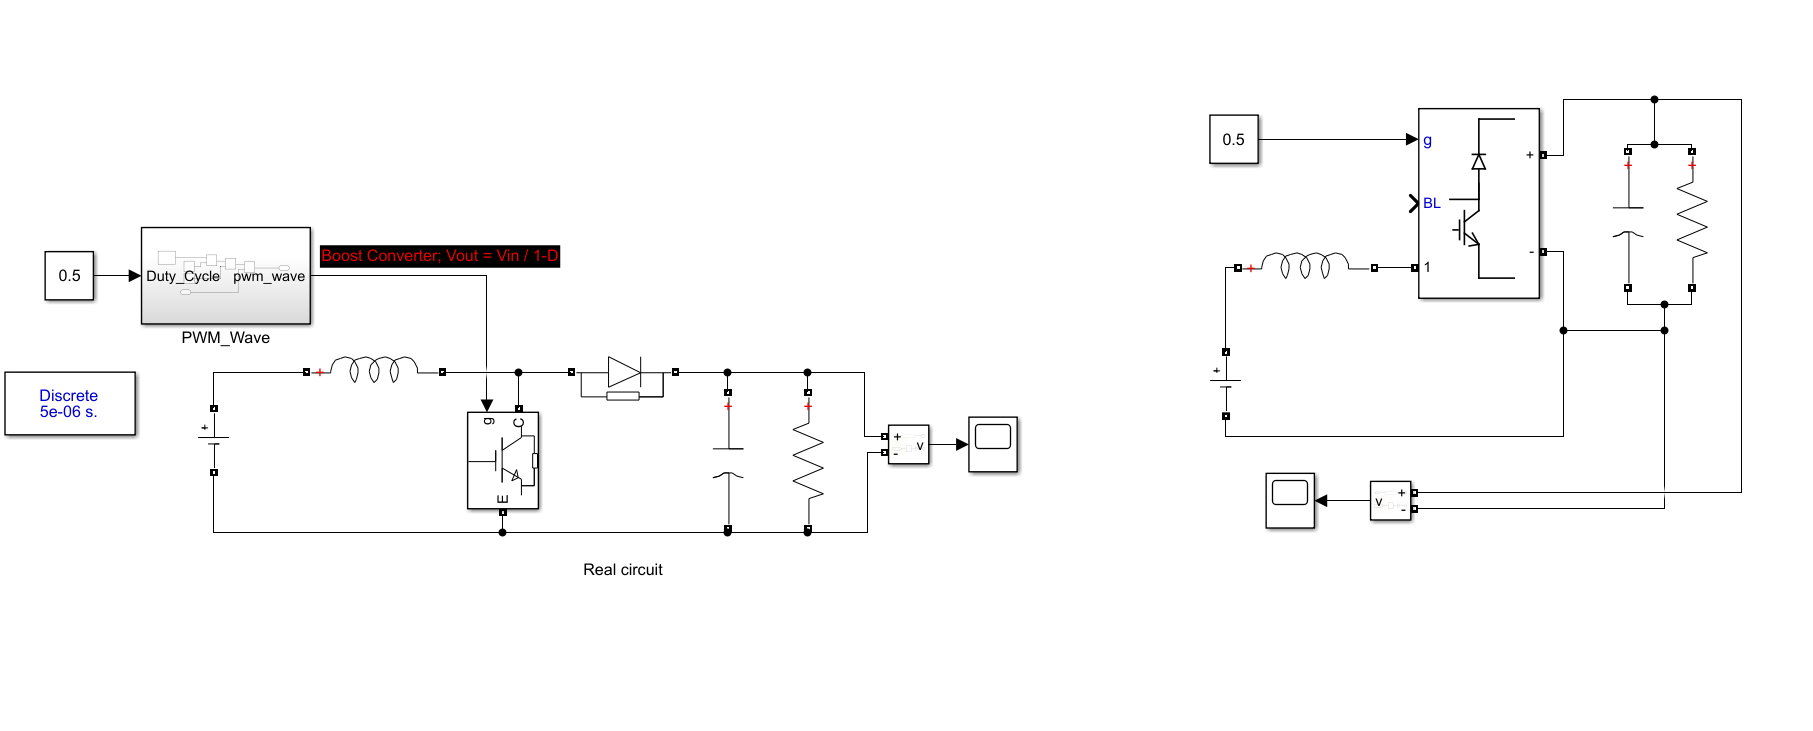 0.5
Duty_Cycle pwm_wave
PWM_Wave
Boost Converter; Vout = Vin / 1-D
Discrete
5e-06 s.
+
+
g
C
E
+
+
+
-
v
Real circuit
0.5
g
BL
1
+
-
+
+
+
+
v
+
-